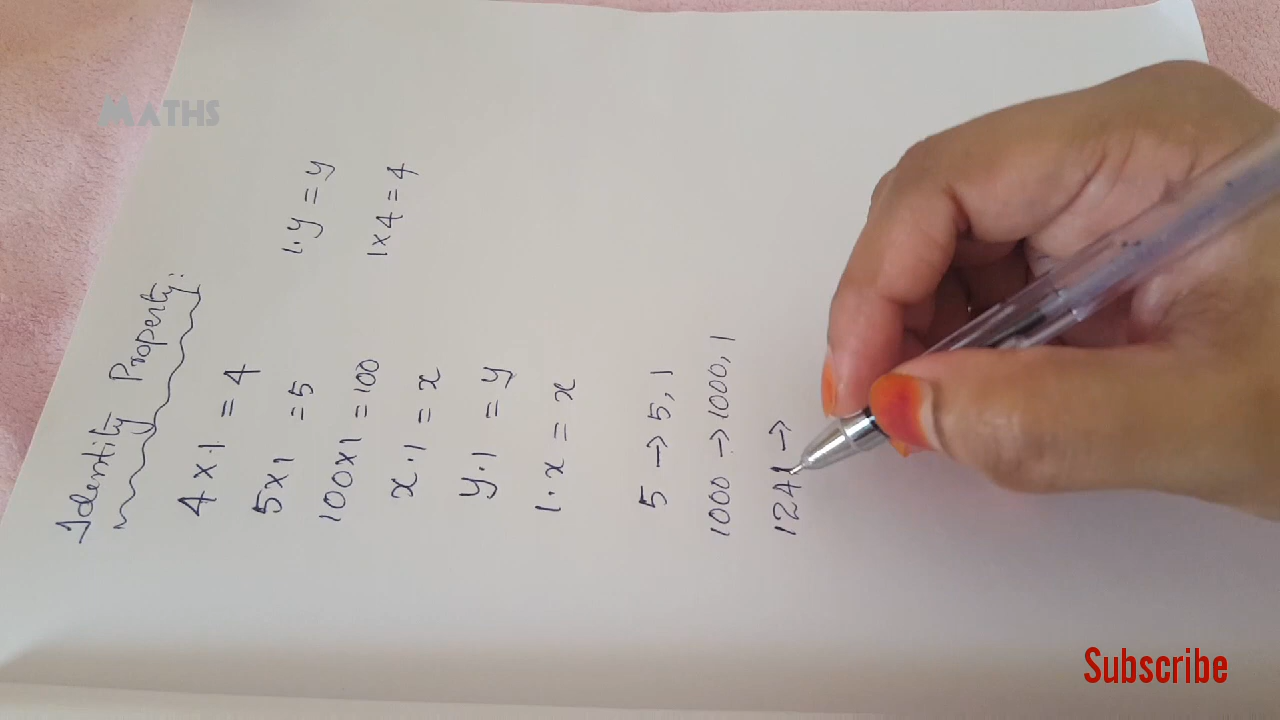 MATHS
Identity Property:
4 x 1 = 4
5 x 1 = 5
100 x 1 = 100
x · 1 = x
y · 1 = y
1 · x = x
1 · y = y
1 x 4 = 4
5 → 5, 1
1000 → 1000, 1
1241 →
Subscribe